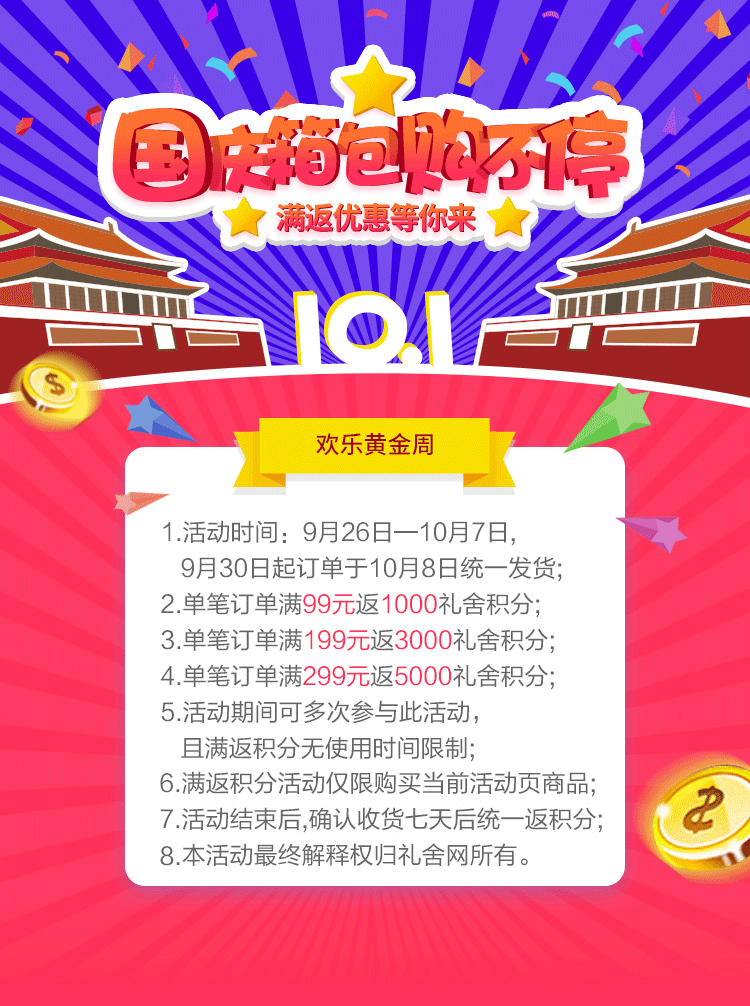 国庆箱包购不停
满返优惠等你来
10.1
欢乐黄金周
1.活动时间：9月26日—10月7日，
9月30日起订单于10月8日统一发货;
2.单笔订单满99元返1000礼舍积分;
3.单笔订单满199元返3000礼舍积分;
4.单笔订单满299元返5000礼舍积分;
5.活动期间可多次参与此活动，
且满返积分无使用时间限制;
6.满返积分活动仅限购买当前活动页商品;
7.活动结束后,确认收货七天后统一返积分;
8.本活动最终解释权归礼舍网所有。